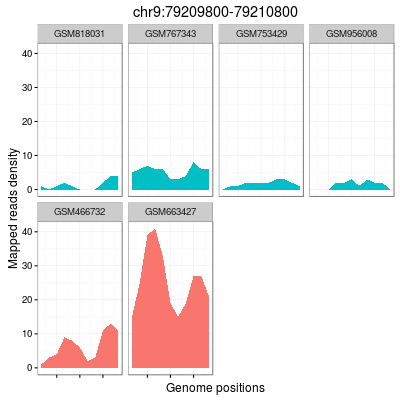 chr9:79209800-79210800
GSM818031 GSM767343 GSM753429 GSM956008
40
30
20
10
0
GSM466732 GSM663427
40
30
20
10
0
Mapped reads density
Genome positions